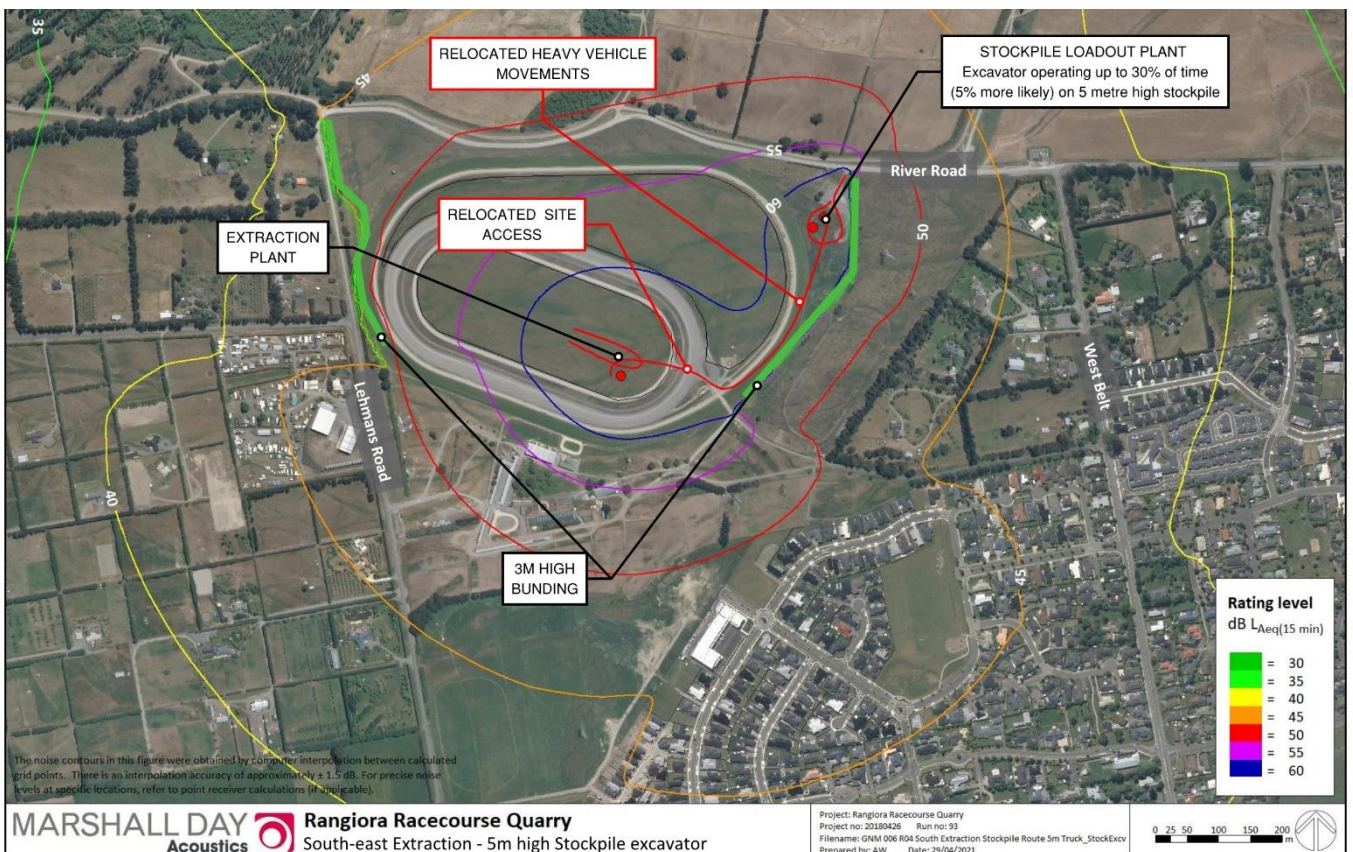 35
45
RELOCATED HEAVY VEHICLE
MOVEMENTS
STOCKPILE LOADOUT PLANT
Excavator operating up to 30% of time
(5% more likely) on 5 metre high stockpile
55
River Road
60
RELOCATED SITE
ACCESS
50
EXTRACTION
PLANT
West Belt
Lehmans Road
40
3M HIGH
BUNDING
45
Rating level
dB LAeq(15 min)
= 30
= 35
= 40
= 45
= 50
= 55
= 60
The noise contours in this figure were obtained by computer interpolation between calculated
grid points. There is an interpolation accuracy of approximately ± 1.5 dB. For precise noise
levels at specific locations, refer to point receiver calculations (if applicable).
MARSHALL DAY
Acoustics
Rangiora Racecourse Quarry
South-east Extraction - 5m high Stockpile excavator
Project: Rangiora Racecourse Quarry
Project no: 20180426 Run no: 93
Filename: GNM 006 R04 South Extraction Stockpile Route 5m Truck_StockExcv
Prepared by: AW Date: 29/04/2021
0 25 50 100 150 200
m